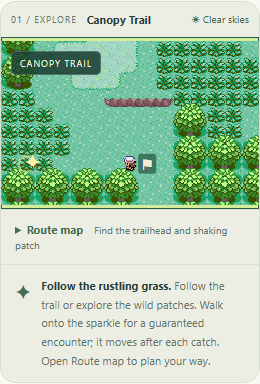 01 / EXPLORE Canopy Trail ☀ Clear skies
CANOPY TRAIL
▶ Route map Find the trailhead and shaking
patch
Follow the rustling grass. Follow the
trail or explore the wild patches. Walk
onto the sparkle for a guaranteed
encounter; it moves after each catch.
Open Route map to plan your way.